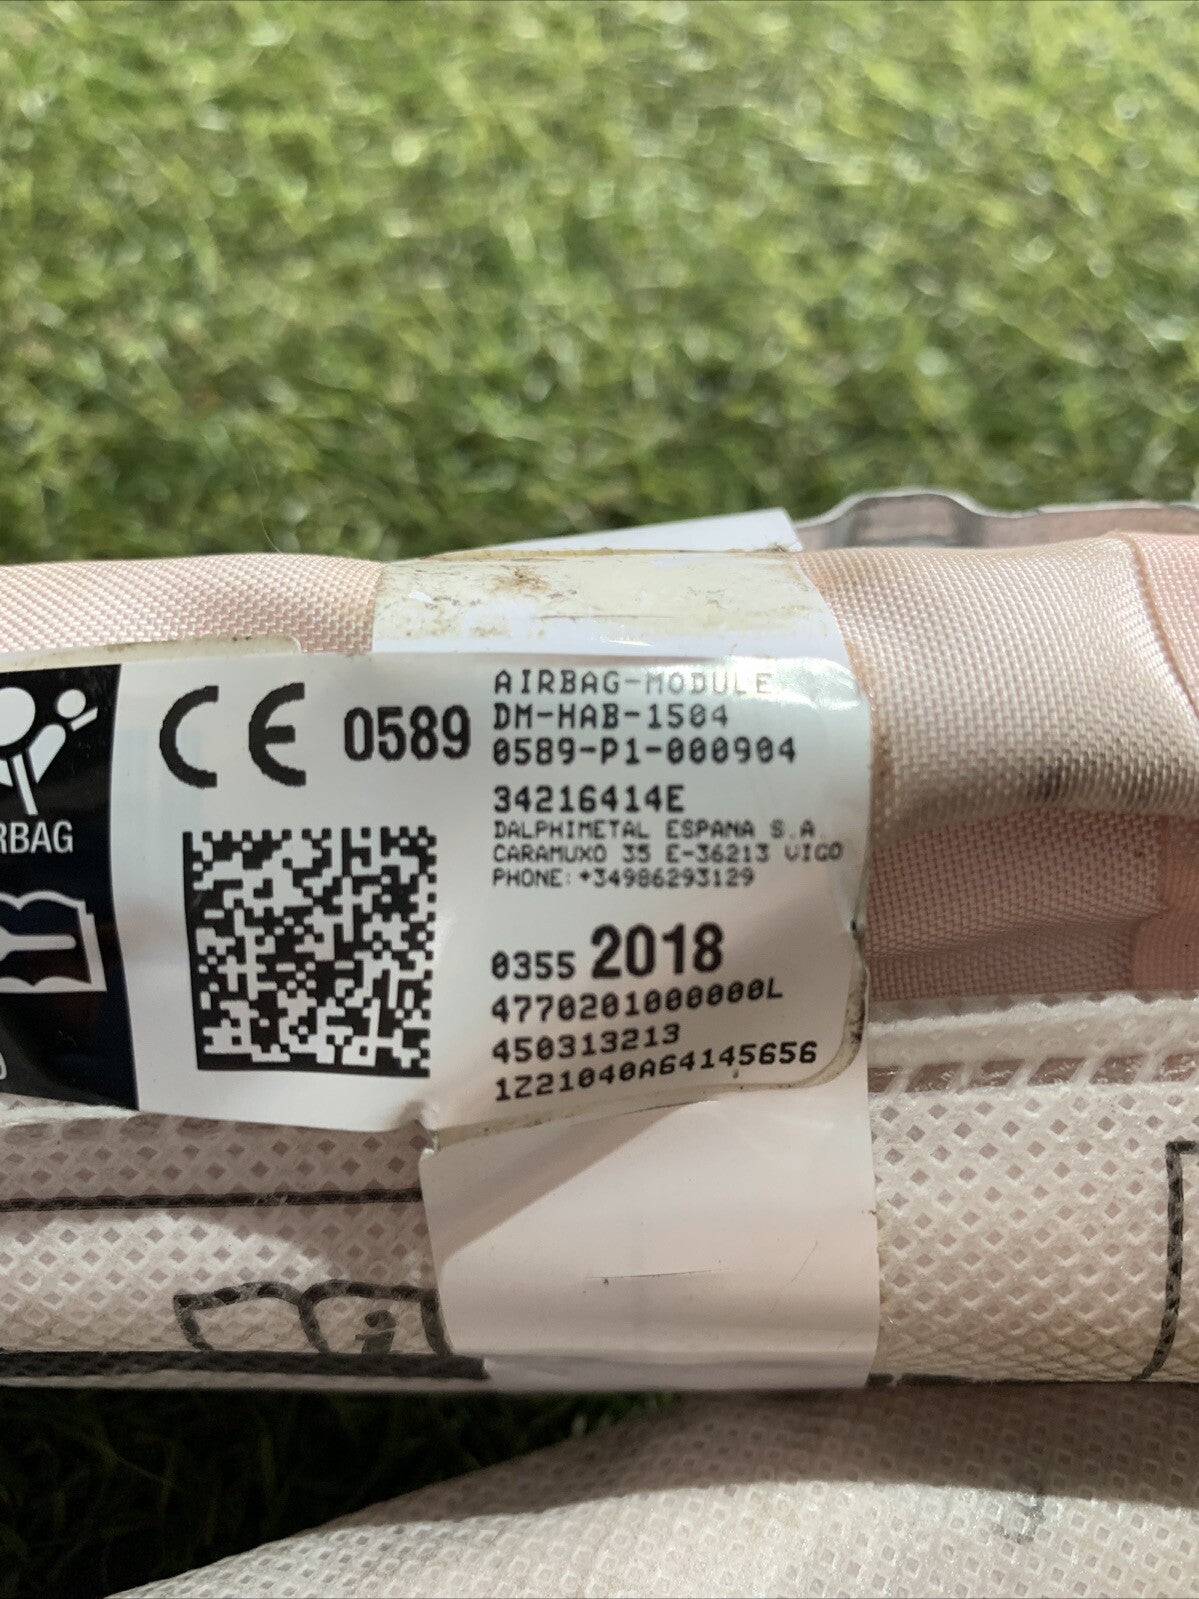 CE 0589
AIRBAG-MODULE
DM-HAB-1504
0589-P1-000904
34216414E
DALPHIMETAL ESPANA S.A.
CARAMUXO 35 E-36213 VIGO
PHONE: +34986293129
0355 2018
4770201000000L
450313213
1Z21040A64145656
RBAG
i